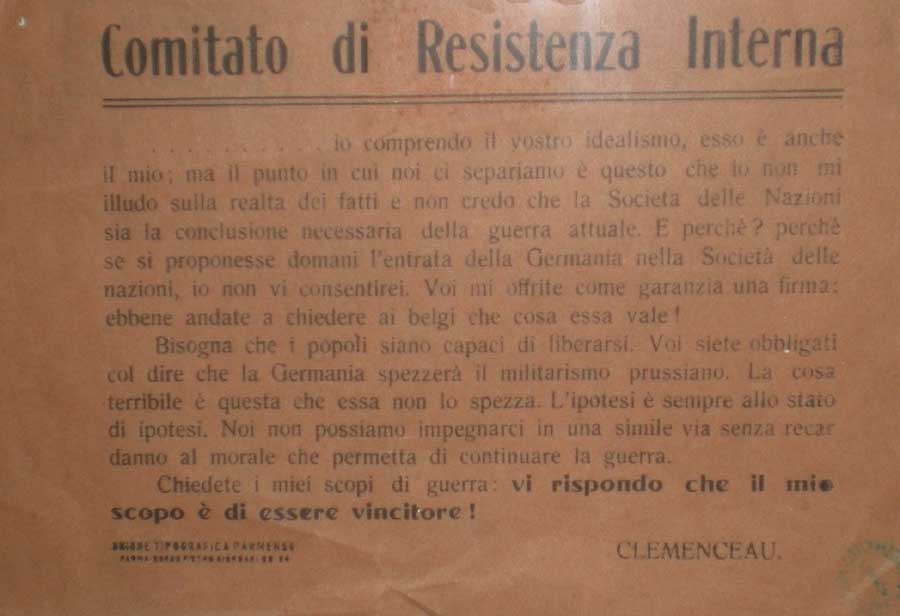 Comitato di Resistenza Interna
. . . . . . . . . . . . io comprendo il vostro idealismo, esso è anche
il mio; ma il punto in cui noi ci separiamo è questo che io non mi
illudo sulla realta dei fatti e non credo che la Società delle Nazioni
sia la conclusione necessaria della guerra attuale. E perchè? perchè
se si proponesse domani l'entrata della Germania nella Società delle
nazioni, io non vi consentirei. Voi mi offrite come garanzia una firma:
ebbene andate a chiedere ai belgi che cosa essa vale!
Bisogna che i popoli siano capaci di liberarsi. Voi siete obbligati
col dire che la Germania spezzerà il militarismo prussiano. La cosa
terribile è questa che essa non lo spezza. L'ipotesi è sempre allo stato
di ipotesi. Noi non possiamo impegnarci in una simile via senza recar
danno al morale che permetta di continuare la guerra.
Chiedete i miei scopi di guerra: vi rispondo che il mio
scopo è di essere vincitore!
UNIONE TIPOGRAFICA PARMENSE
CLEMENCEAU.